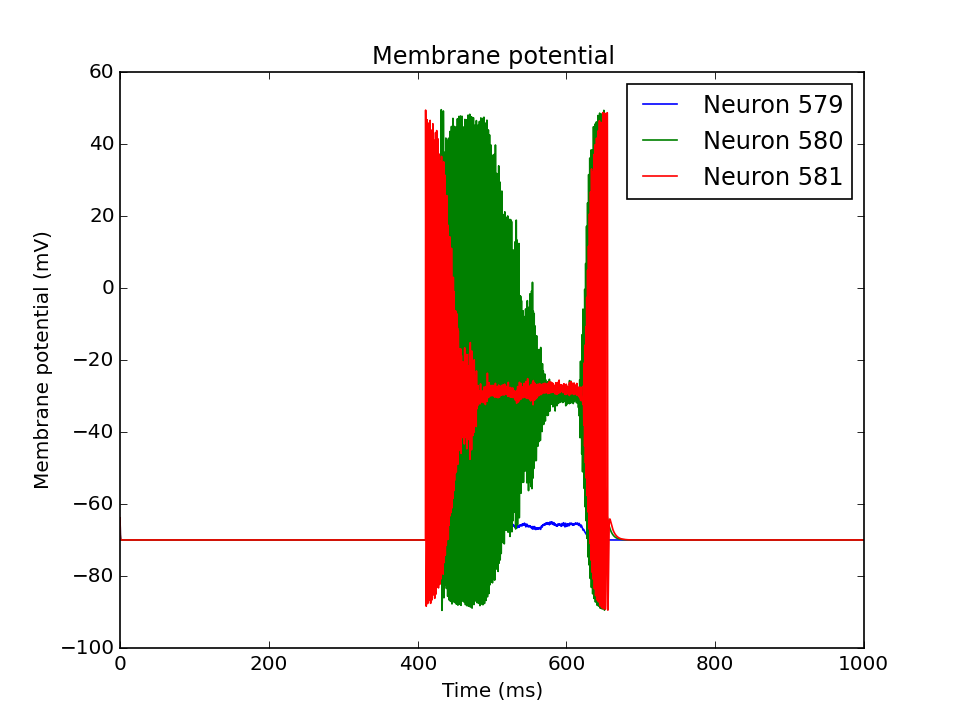 Membrane potential
Neuron 579
Neuron 580
Neuron 581
Membrane potential (mV)
60
40
20
0
−20
−40
−60
−80
−100
0 200 400 600 800 1000
Time (ms)